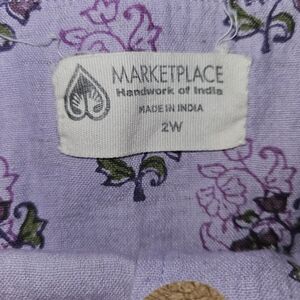 MARKETPLACE
Handwork of India
MADE IN INDIA
2W